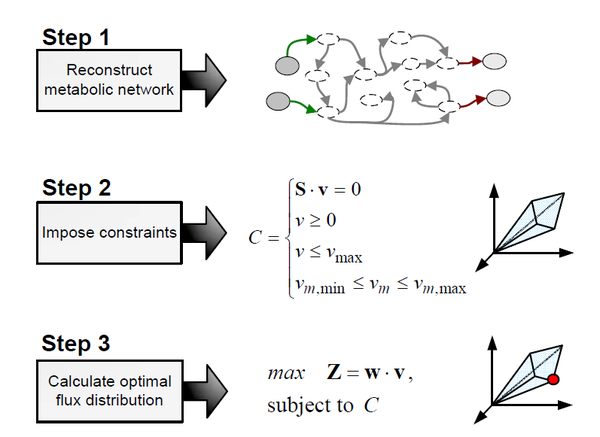 Step 1
Reconstruct
metabolic network
Step 2
Impose constraints
C = { S · v = 0
v ≥ 0
v ≤ v_max
v_m,min ≤ v_m ≤ v_m,max
Step 3
Calculate optimal
flux distribution
max Z = w · v,
subject to C